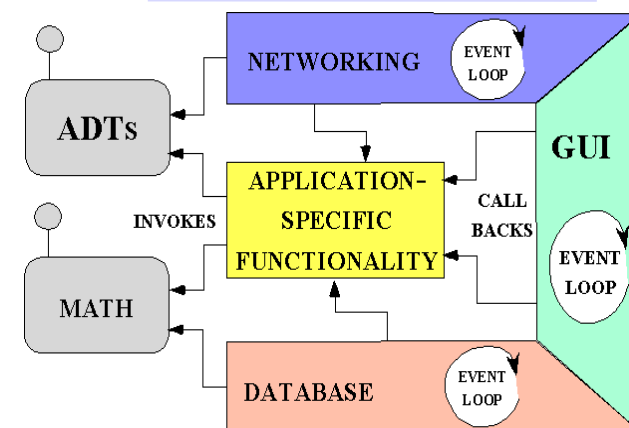 NETWORKING
EVENT
LOOP
ADTs
GUI
APPLICATION-
SPECIFIC
FUNCTIONALITY
INVOKES
CALL
BACKS
EVENT
LOOP
MATH
DATABASE
EVENT
LOOP